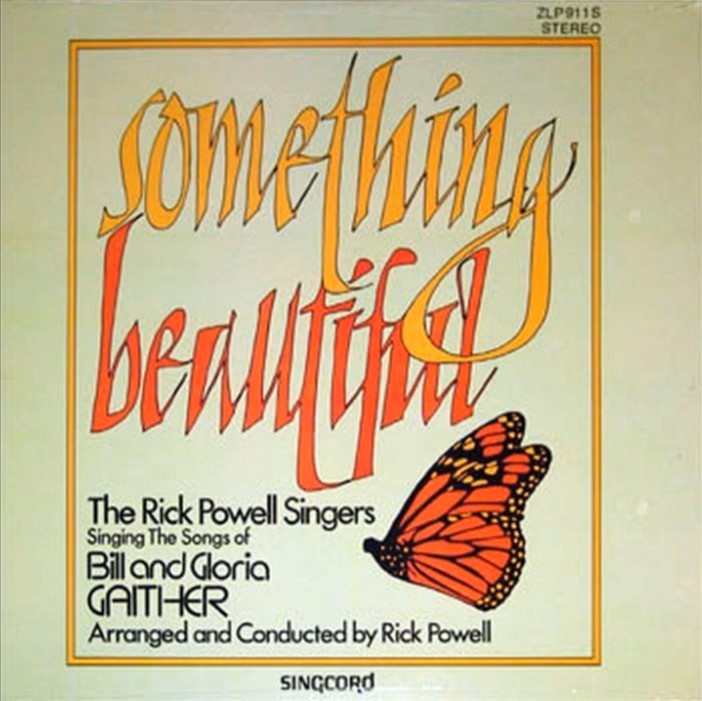 ZLP911S
STEREO
something
beautiful
The Rick Powell Singers
Singing The Songs of
Bill and Gloria
GAITHER
Arranged and Conducted by Rick Powell
SINGCORD